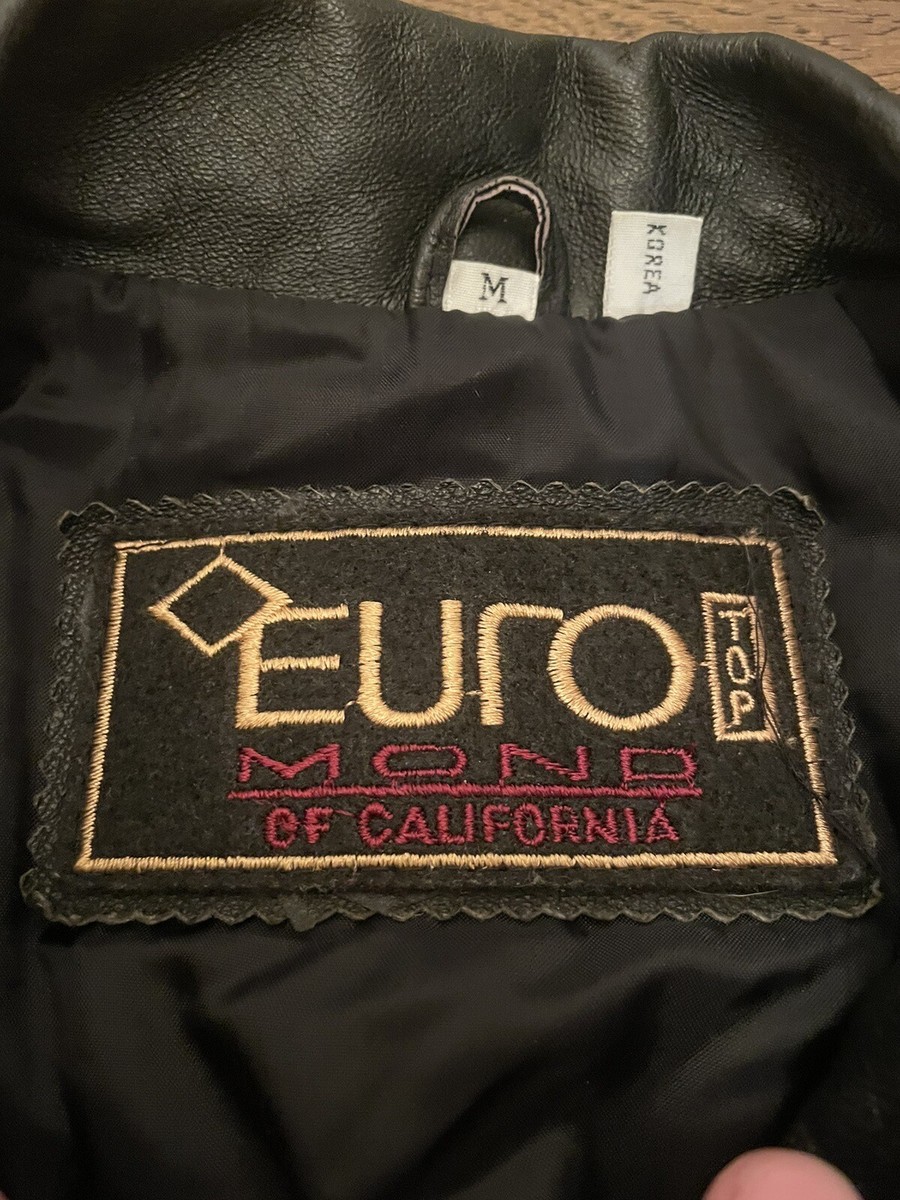 M
KOREA
EURO TOP
MOND
OF CALIFORNIA